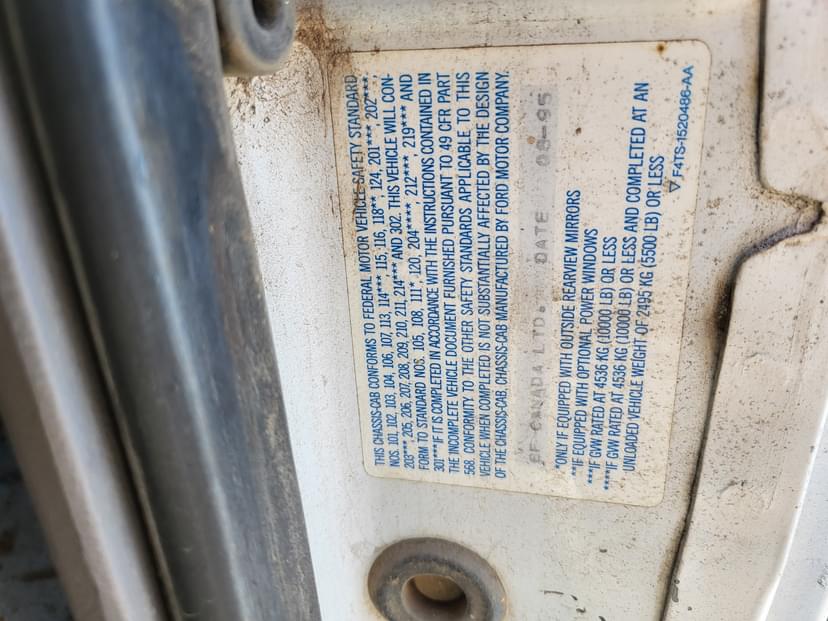 THIS CHASSIS-CAB CONFORMS TO FEDERAL MOTOR VEHICLE SAFETY STANDARD
NOS. 101, 102, 103, 104, 106, 107, 113, 114*** 115, 116, 118**, 124, 201*** 202***,
203***, 205, 206, 207, 208, 209, 210, 211, 214*** AND 302. THIS VEHICLE WILL CON-
FORM TO STANDARD NOS. 105, 108, 111*, 120, 204****, 212****, 219*** AND
301***IF IT IS COMPLETED IN ACCORDANCE WITH THE INSTRUCTIONS CONTAINED IN
THE INCOMPLETE VEHICLE DOCUMENT FURNISHED PURSUANT TO 49 CFR PART
568. CONFORMITY TO THE OTHER SAFETY STANDARDS APPLICABLE TO THIS
VEHICLE WHEN COMPLETED IS NOT SUBSTANTIALLY AFFECTED BY THE DESIGN
OF THE CHASSIS-CAB, CHASSIS-CAB MANUFACTURED BY FORD MOTOR COMPANY.
CANADA LTD. DATE 08-95
*ONLY IF EQUIPPED WITH OUTSIDE REARVIEW MIRRORS
**IF EQUIPPED WITH OPTIONAL POWER WINDOWS
***IF GVW RATED AT 4536 KG (10000 LB) OR LESS
****IF GVW RATED AT 4536 KG (10000 LB) OR LESS AND COMPLETED AT AN
UNLOADED VEHICLE WEIGHT OF 2495 KG (5500 LB) OR LESS
▽ F4TS-1520486-AA